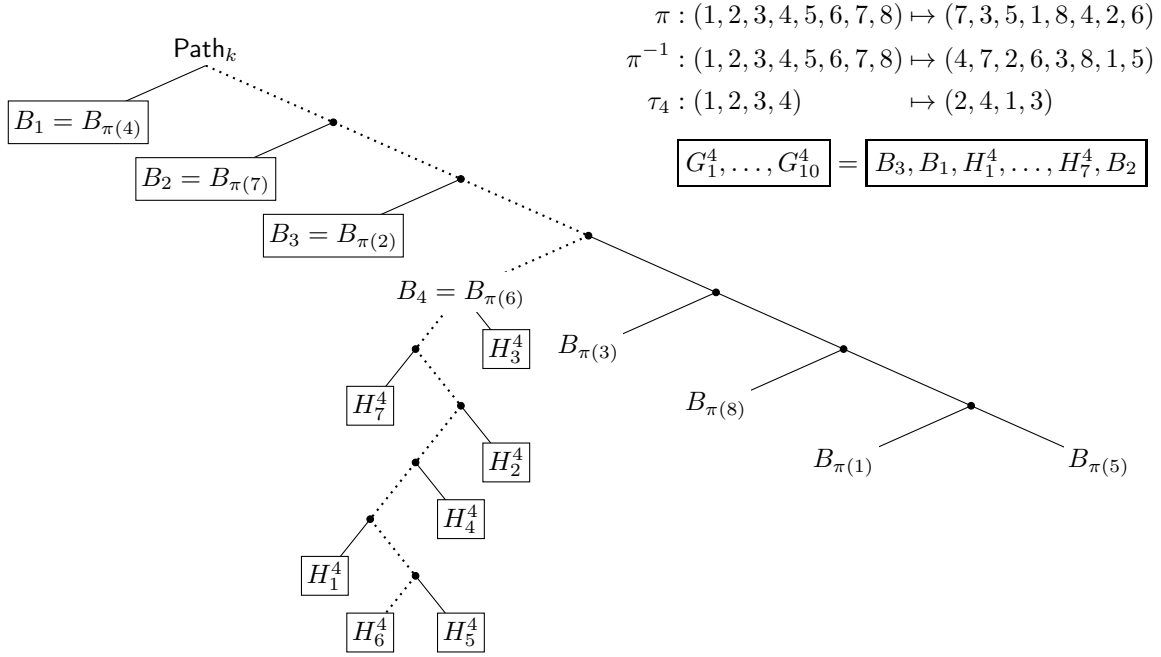 π : (1, 2, 3, 4, 5, 6, 7, 8) ↦ (7, 3, 5, 1, 8, 4, 2, 6)
Path_k
π^{-1} : (1, 2, 3, 4, 5, 6, 7, 8) ↦ (4, 7, 2, 6, 3, 8, 1, 5)
τ_4 : (1, 2, 3, 4) ↦ (2, 4, 1, 3)
B_1 = B_{π(4)}
G^4_1, . . . , G^4_{10} = B_3, B_1, H^4_1, . . . , H^4_7, B_2
B_2 = B_{π(7)}
B_3 = B_{π(2)}
B_4 = B_{π(6)}
H^4_3
B_{π(3)}
H^4_7
B_{π(8)}
H^4_2
B_{π(1)}
B_{π(5)}
H^4_4
H^4_1
H^4_6
H^4_5